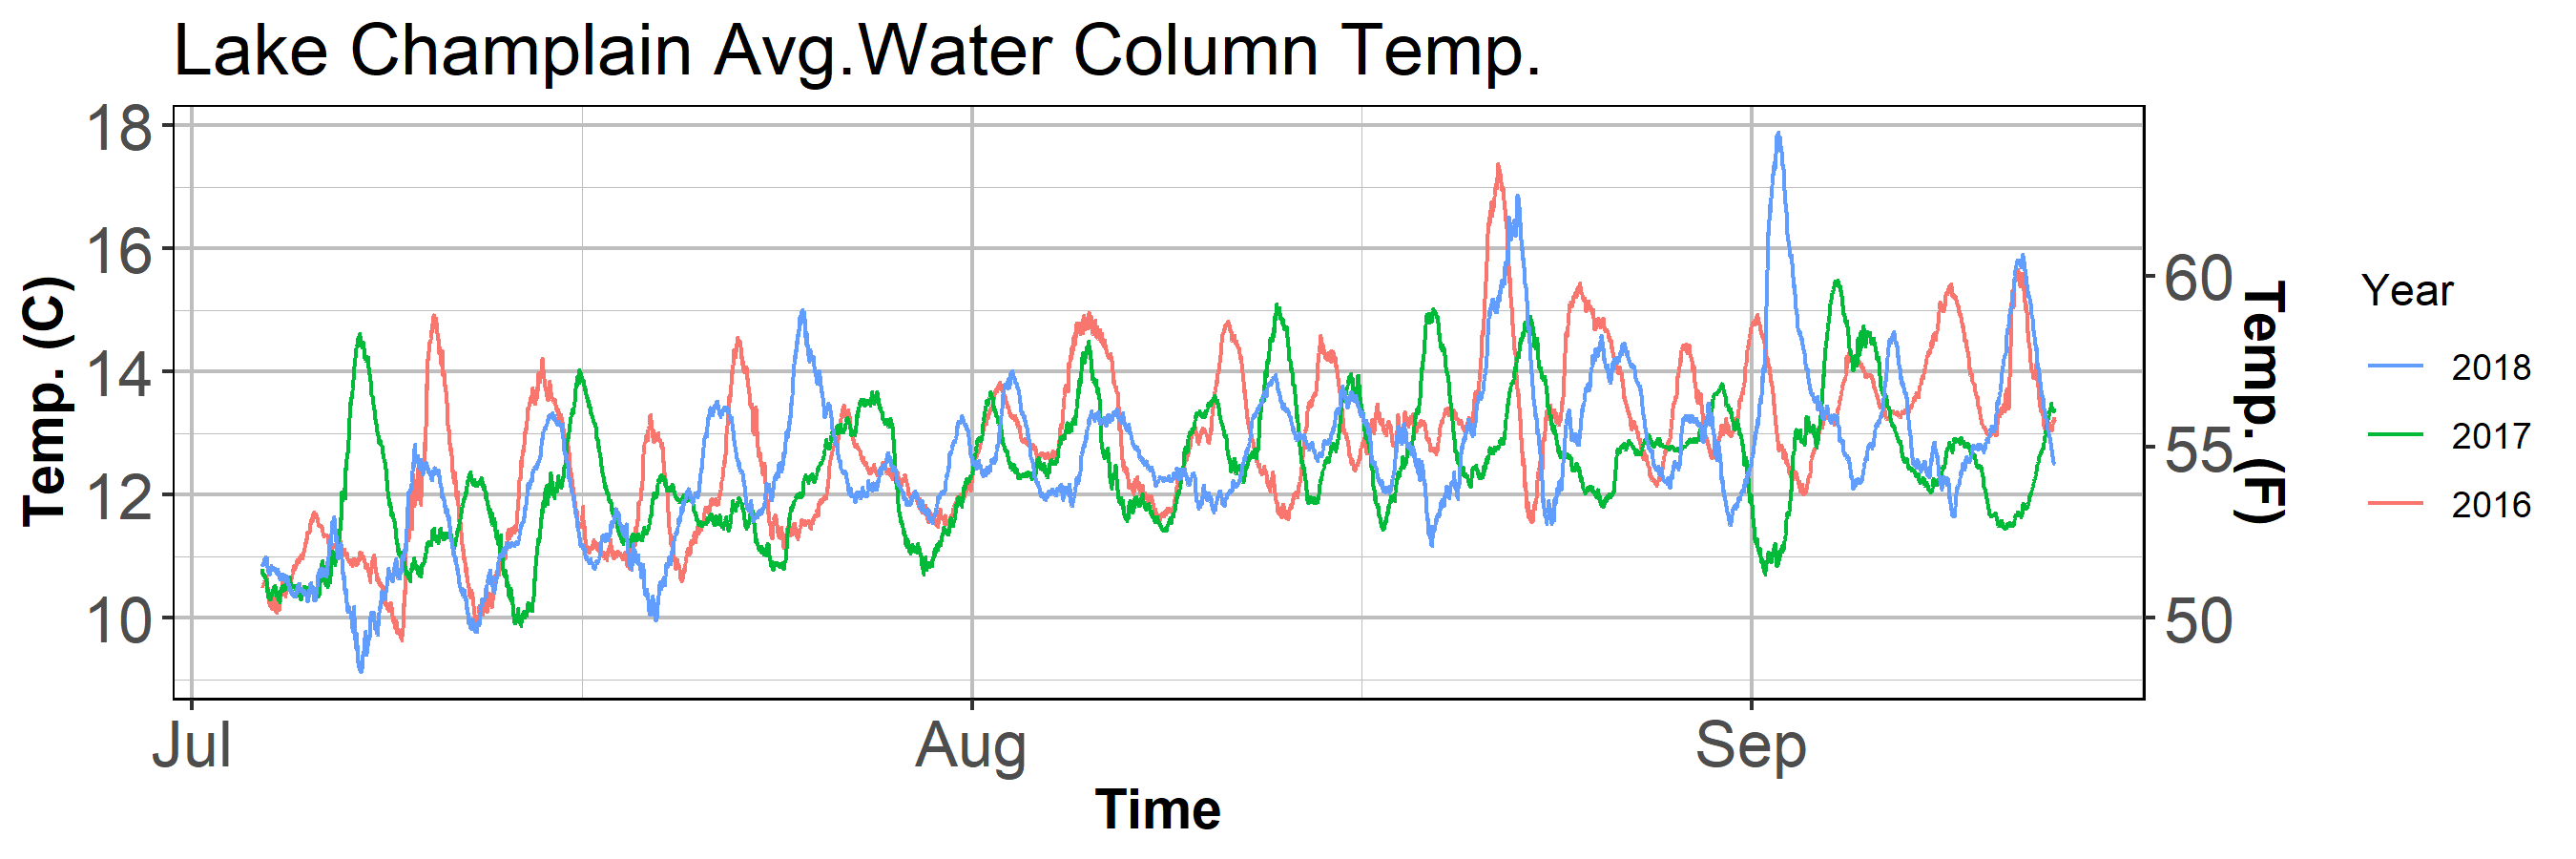 Lake Champlain Avg.Water Column Temp.
Temp. (C)
18
16
14
12
10
Jul
Aug
Sep
Time
60
55
50
Temp. (F)
Year
2018
2017
2016